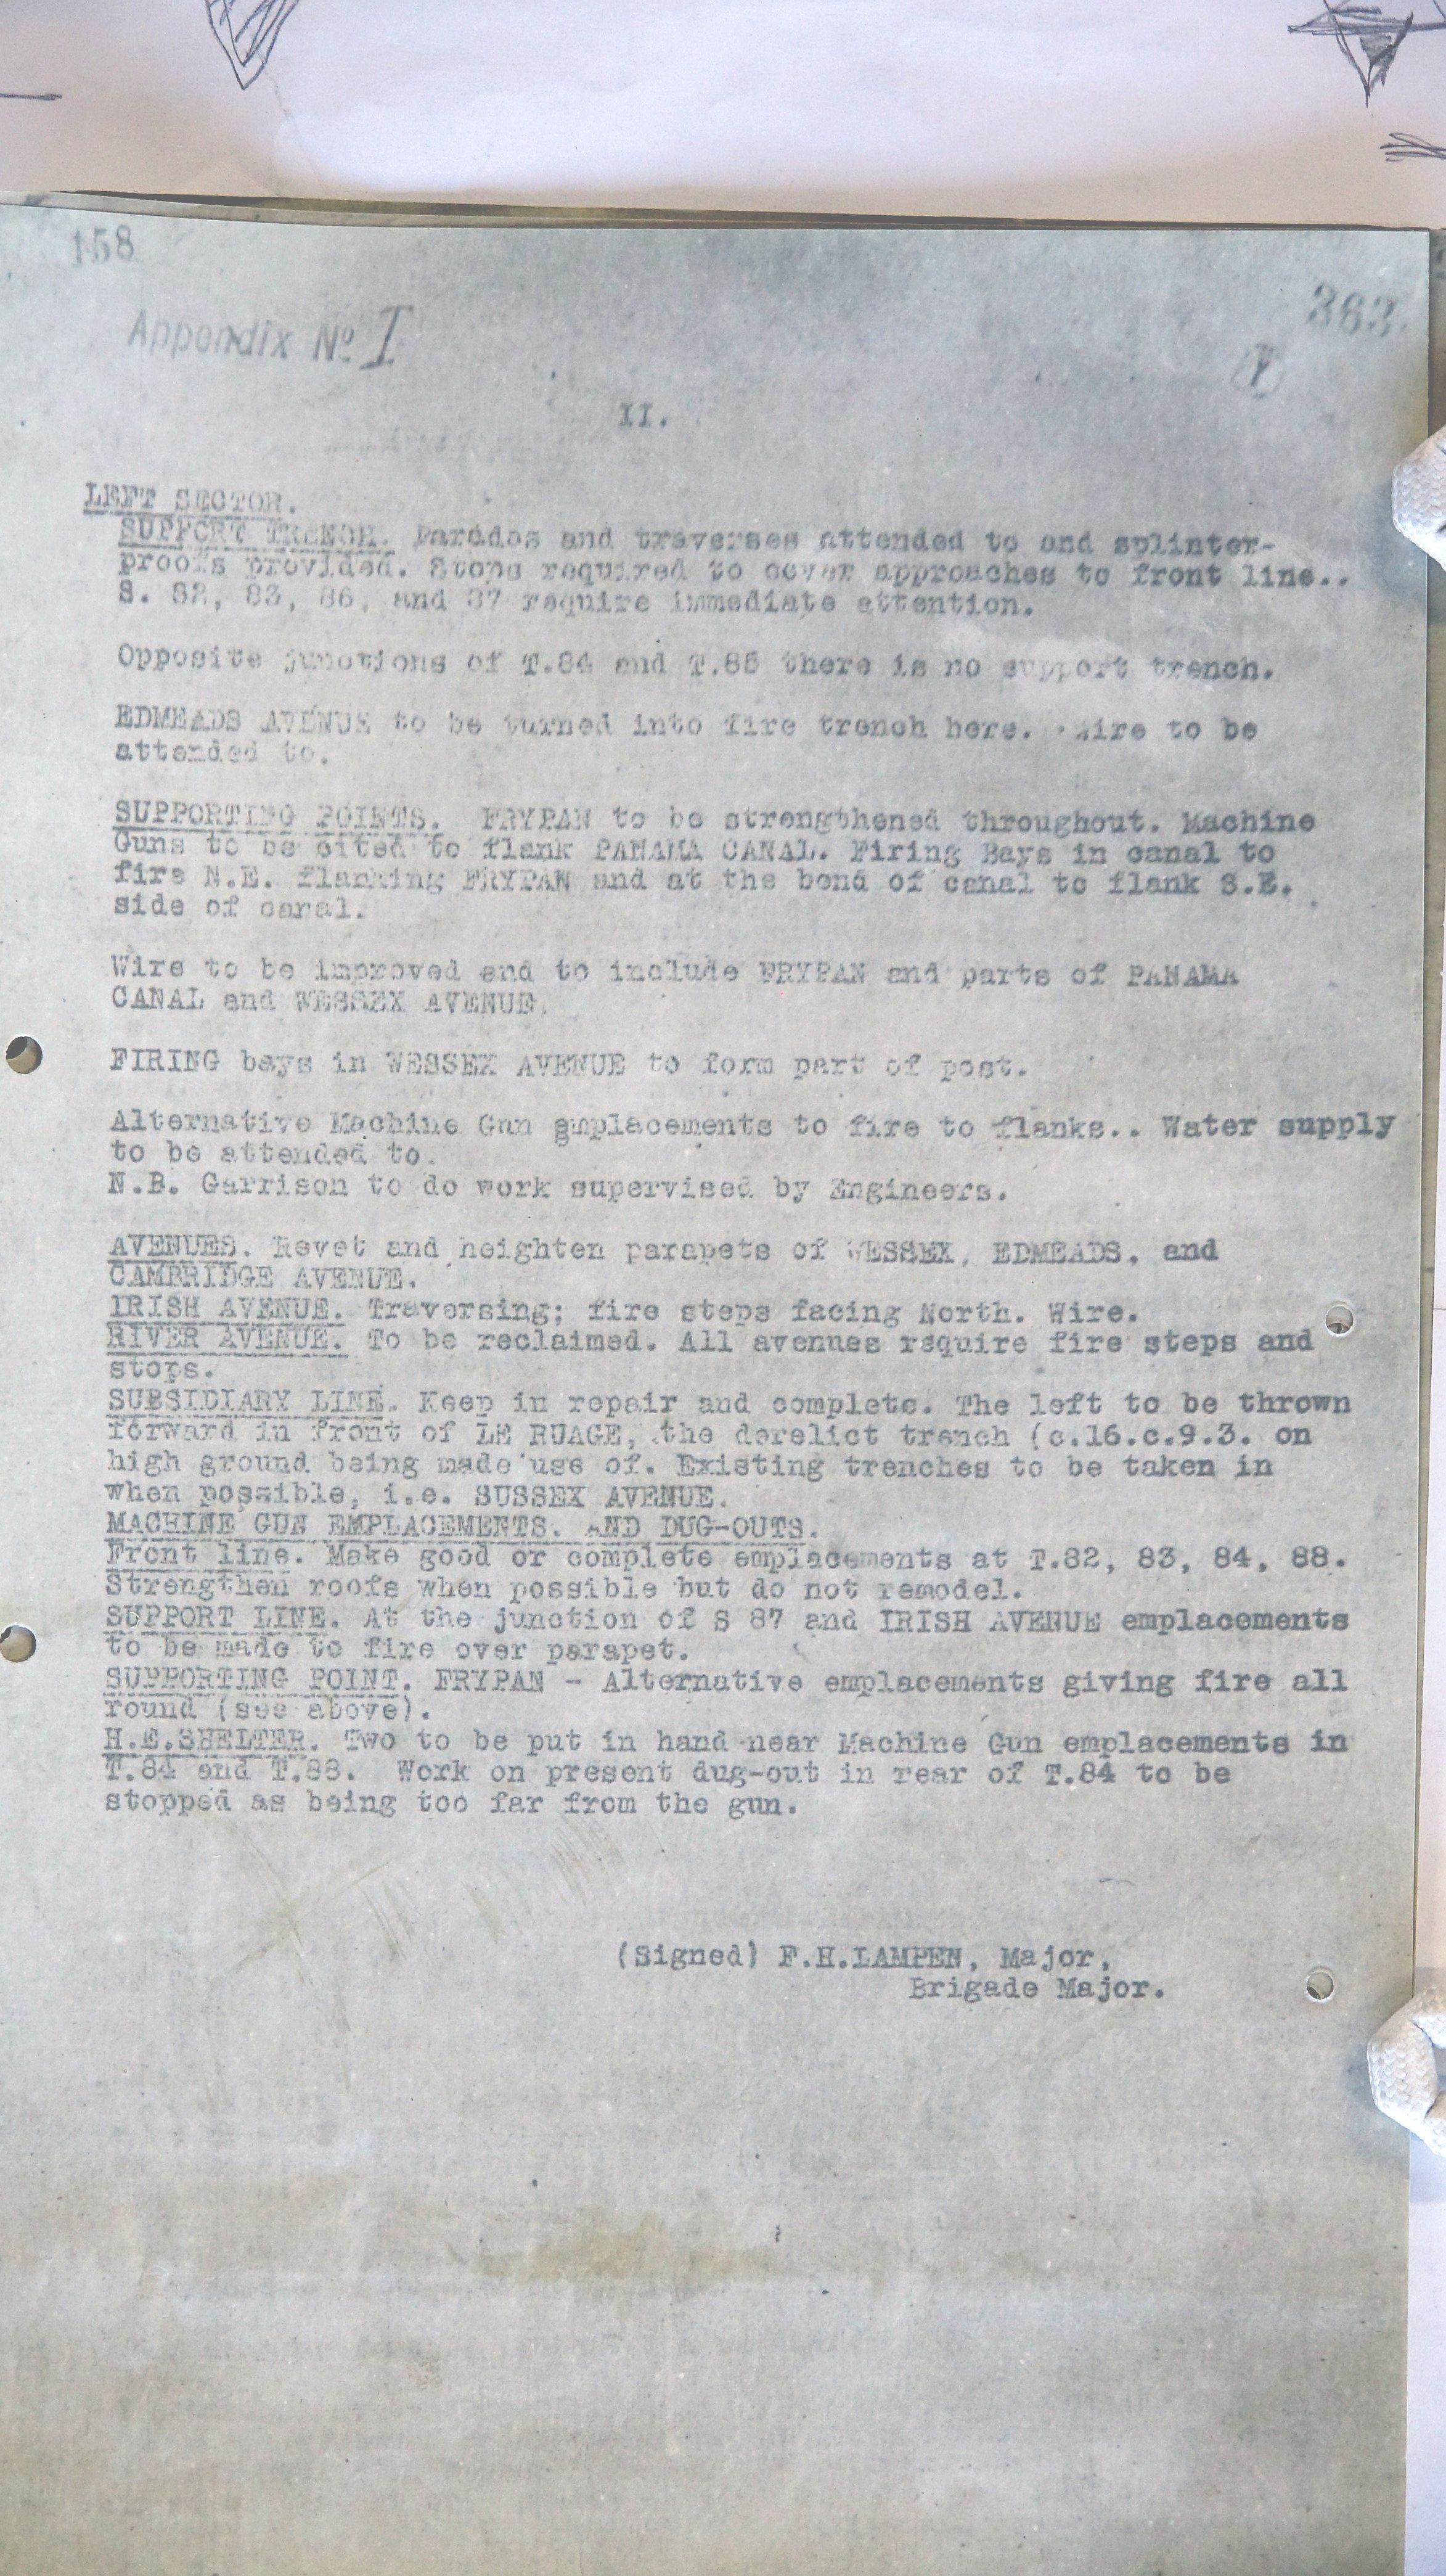 158
363.
Appendix No. I
II.
LEFT SECTOR.
SUPPORT TRENCH. Parados and traverses attended to and splinter-
proofs provided. Stops required to cover approaches to front line..
S. 82, 83, 86, and 87 require immediate attention.
Opposite junctions of T.84 and T.85 there is no support trench.
EDMEADS AVENUE to be turned into fire trench here. Wire to be
attended to.
SUPPORTING POINTS. FRYPAN to be strengthened throughout. Machine
Guns to be cited to flank PANAMA CANAL. Firing Bays in canal to
fire N.E. flanking FRYPAN and at the bend of canal to flank S.E.
side of canal.
Wire to be improved and to include FRYPAN and parts of PANAMA
CANAL and WESSEX AVENUE.
FIRING bays in WESSEX AVENUE to form part of post.
Alternative Machine Gun emplacements to fire to flanks.. Water supply
to be attended to.
N.B. Garrison to do work supervised by Engineers.
AVENUES. Revet and heighten parapets of WESSEX, EDMEADS, and
CAMBRIDGE AVENUE.
IRISH AVENUE. Traversing; fire steps facing North. Wire.
RIVER AVENUE. To be reclaimed. All avenues require fire steps and
stops.
SUBSIDIARY LINE. Keep in repair and complete. The left to be thrown
forward in front of LE RUAGE, the derelict trench (c.16.c.9.3. on
high ground being made use of. Existing trenches to be taken in
when possible, i.e. SUSSEX AVENUE.
MACHINE GUN EMPLACEMENTS. AND DUG-OUTS.
Front line. Make good or complete emplacements at T.82, 83, 84, 88.
Strengthen roofs when possible but do not remodel.
SUPPORT LINE. At the junction of S 87 and IRISH AVENUE emplacements
to be made to fire over parapet.
SUPPORTING POINT. FRYPAN - Alternative emplacements giving fire all
round (see above).
H.E.SHELTER. Two to be put in hand near Machine Gun emplacements in
T.84 and T.88. Work on present dug-out in rear of T.84 to be
stopped as being too far from the gun.
(Signed) F.H.LAMPEN, Major,
Brigade Major.